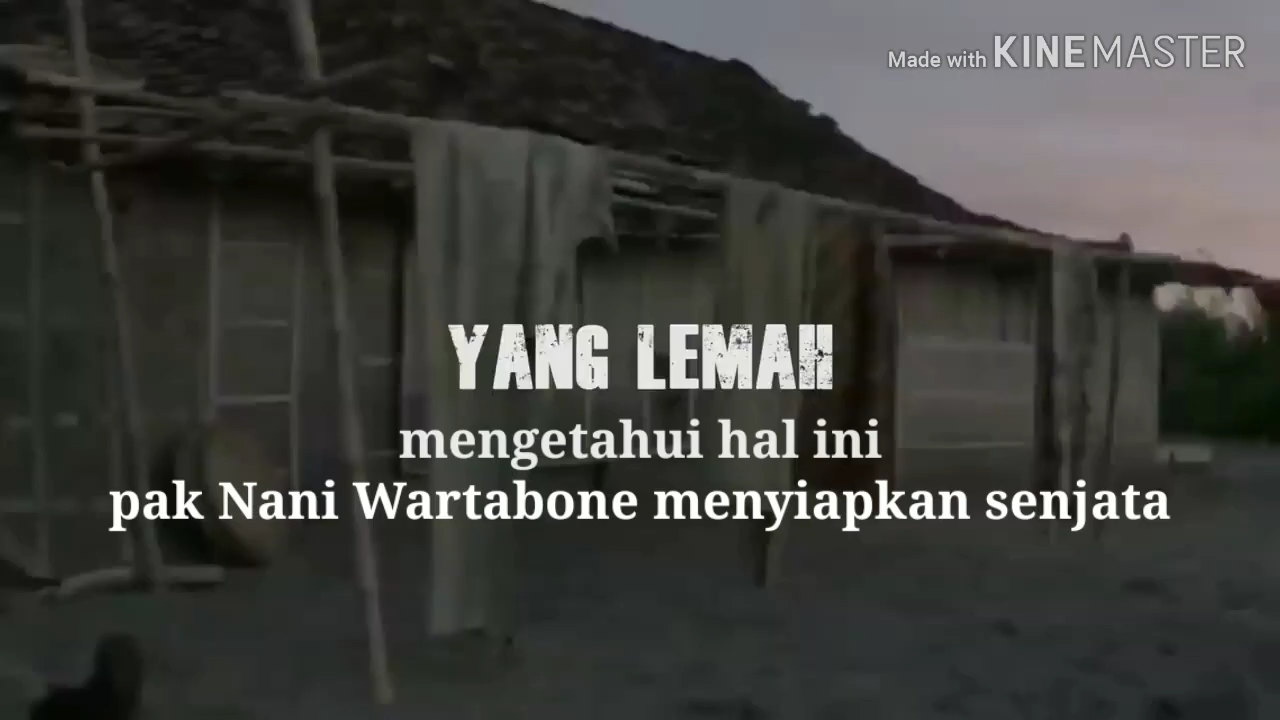 Made with KINEMASTER
YANG LEMAH
mengetahui hal ini
pak Nani Wartabone menyiapkan senjata